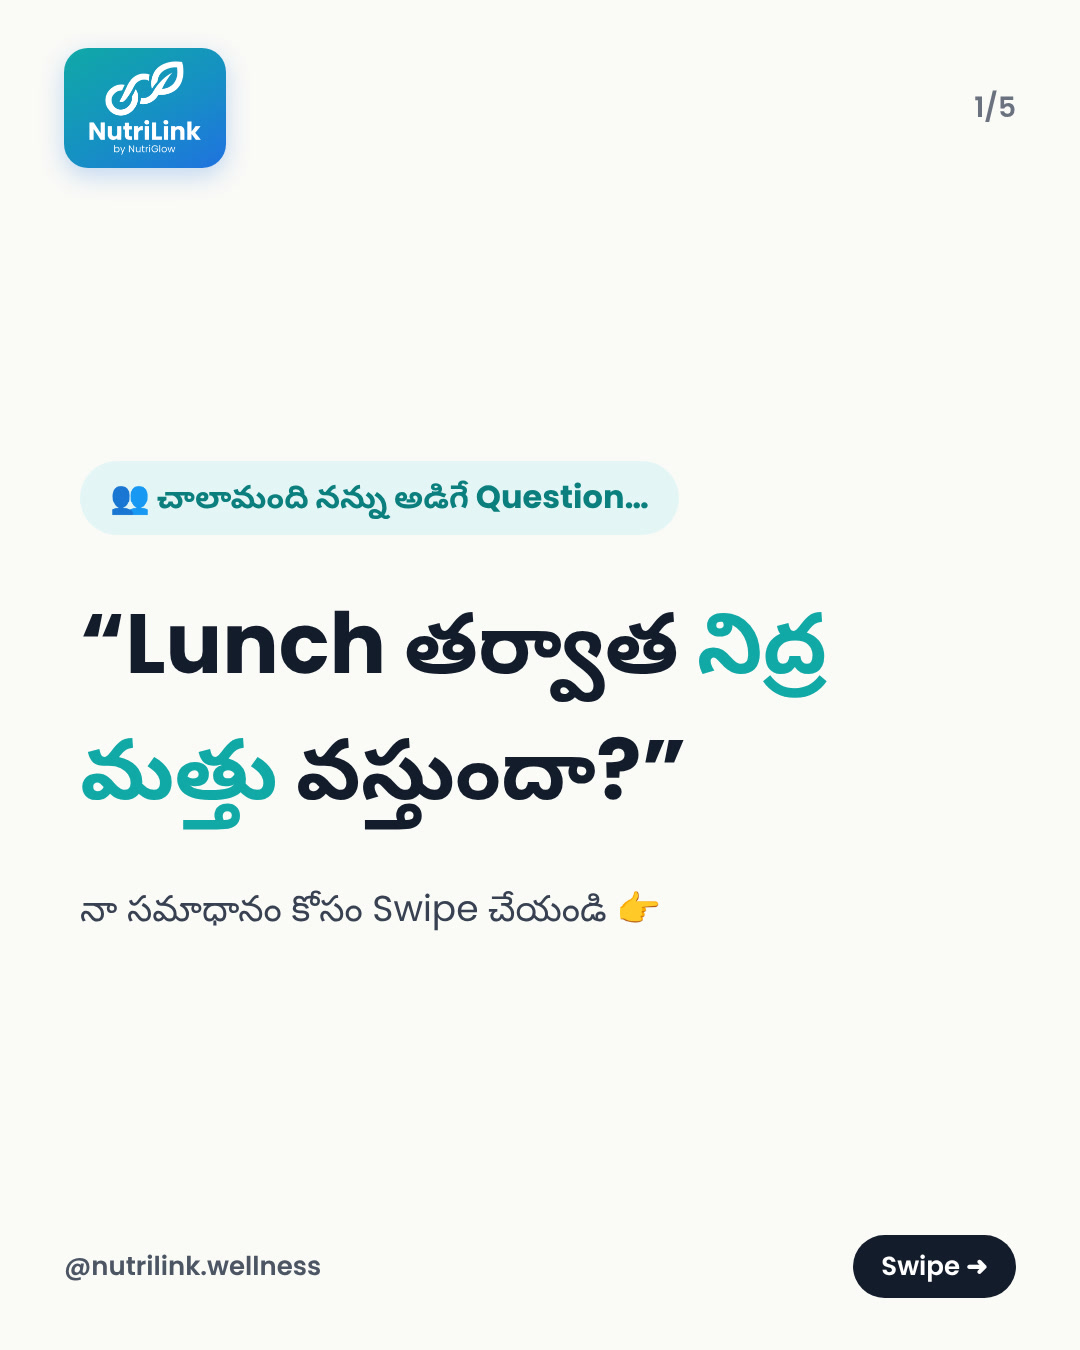 NutriLink
by NutriGlow
1/5
👥 చాలామంది నన్ను అడిగే Question...
“Lunch తర్వాత నిద్ర
మత్తు వస్తుందా?”
నా సమాధానం కోసం Swipe చేయండి 👉
@nutrilink.wellness
Swipe ➜